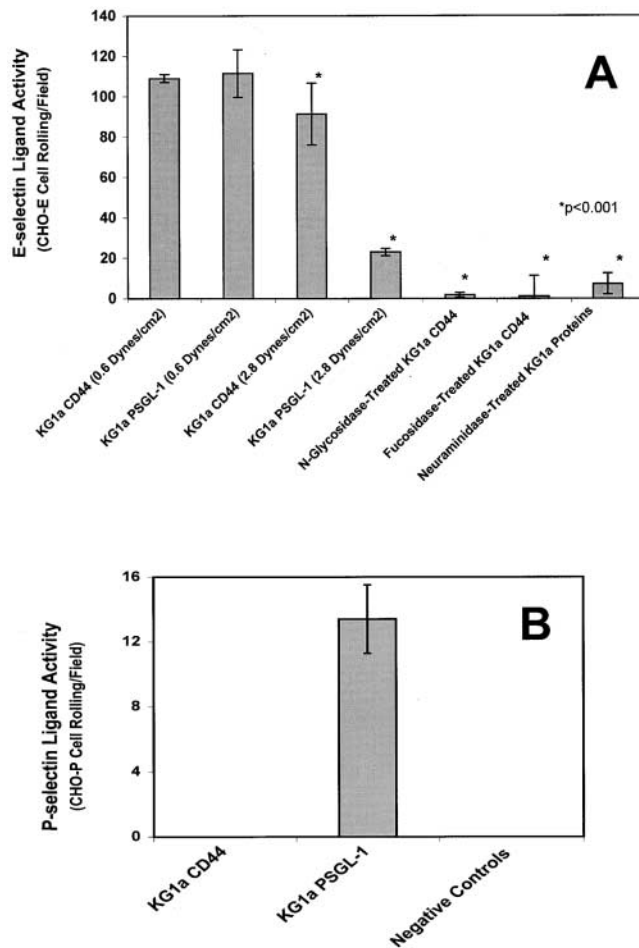 140
120
100
80
60
40
20
0
E-selectin Ligand Activity
(CHO-E Cell Rolling/Field)
A
*
*
*
*
*
*p<0.001
KG1a CD44 (0.6 Dynes/cm2)
KG1a PSGL-1 (0.6 Dynes/cm2)
KG1a CD44 (2.8 Dynes/cm2)
KG1a PSGL-1 (2.8 Dynes/cm2)
N-Glycosidase-Treated KG1a CD44
Fucosidase-Treated KG1a CD44
Neuraminidase-Treated KG1a Proteins
16
12
8
4
0
P-selectin Ligand Activity
(CHO-P Cell Rolling/Field)
B
KG1a CD44
KG1a PSGL-1
Negative Controls